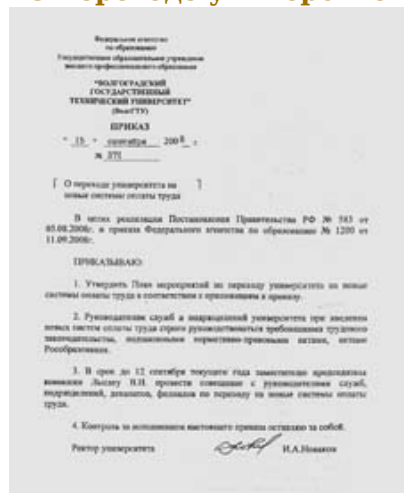 Федеральное агентство
по образованию
Государственное образовательное учреждение
высшего профессионального образования
"ВОЛГОГРАДСКИЙ
ГОСУДАРСТВЕННЫЙ
ТЕХНИЧЕСКИЙ УНИВЕРСИТЕТ"
(ВолгГТУ)
ПРИКАЗ
" 15 " сентября 2008 г.
№ 371
О переходе университета на
новые системы оплаты труда
В целях реализации Постановления Правительства РФ № 583 от
05.08.2008г. и приказа Федерального агентства по образованию № 1200 от
11.09.2008г.
ПРИКАЗЫВАЮ:
1. Утвердить План мероприятий по переходу университета на новые
системы оплаты труда в соответствии с приложением к приказу.
2. Руководителям служб и подразделений университета при введении
новых систем оплаты труда строго руководствоваться требованиями трудового
законодательства, подзаконными нормативно-правовыми актами, актами
Рособразования.
3. В срок до 12 сентября текущего года заместителю председателя
комиссии В.И. провести совещание с руководителями служб,
подразделений, деканатов, филиалов по переходу на новые системы оплаты
труда.
4. Контроль за исполнением настоящего приказа оставляю за собой.
Ректор университета И.А.Новаков